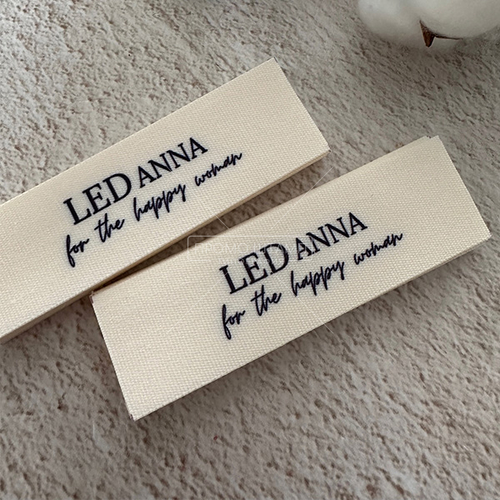 LED ANNA
for the happy woman
LED ANNA
for the happy woman